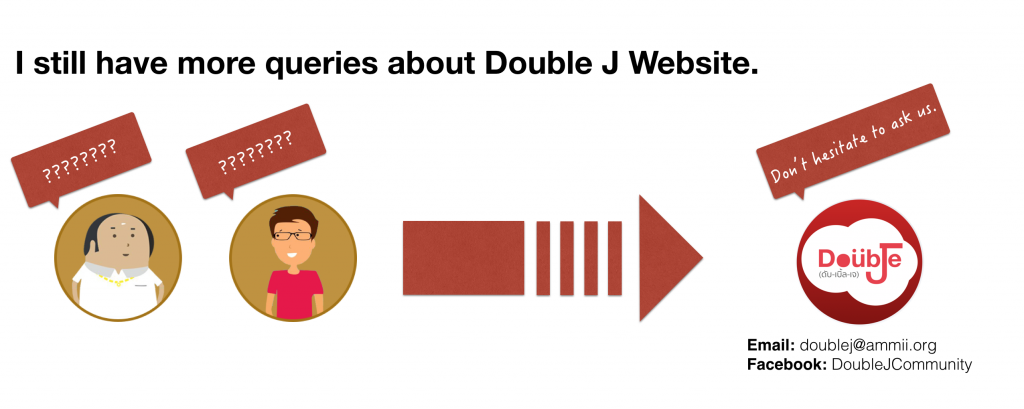 I still have more queries about Double J Website.
????????
????????
Don't hesitate to ask us.
DoübJe
(ดับ-เบิ้ล-เจ)
Email: doublej@ammii.org
Facebook: DoubleJCommunity